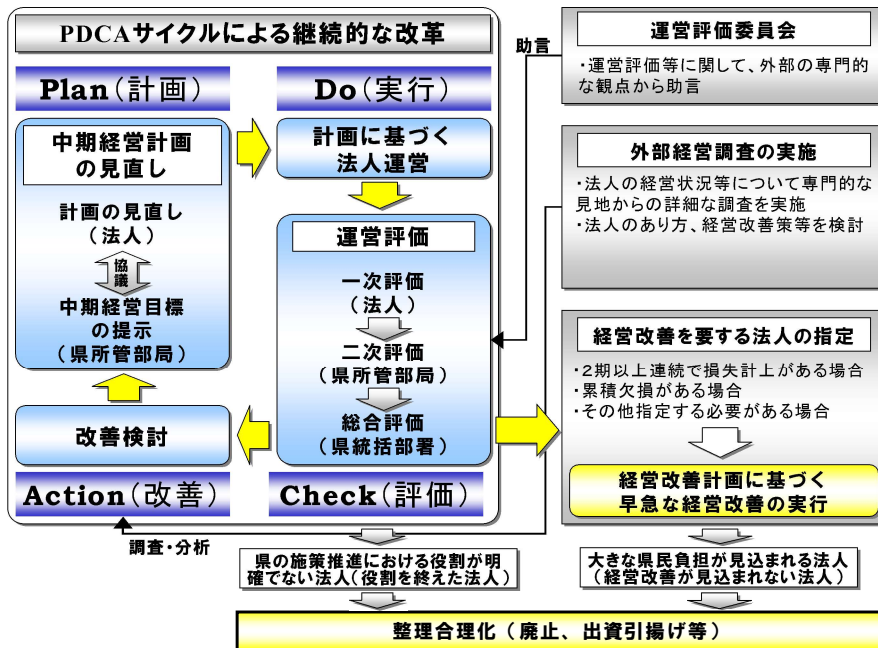 PDCAサイクルによる継続的な改革
Plan(計画)
中期経営計画
の見直し
計画の見直し
(法人)
協議
中期経営目標
の提示
(県所管部局)
改善検討
Action(改善)
Do(実行)
計画に基づく
法人運営
運営評価
一次評価
(法人)
二次評価
(県所管部局)
総合評価
(県統括部署)
Check(評価)
助言
調査・分析
運営評価委員会
・運営評価等に関して、外部の専門的
な観点から助言
外部経営調査の実施
・法人の経営状況等について専門的な
見地からの詳細な調査を実施
・法人のあり方、経営改善策等を検討
経営改善を要する法人の指定
・2期以上連続で損失計上がある場合
・累積欠損がある場合
・その他指定する必要がある場合
経営改善計画に基づく
早急な経営改善の実行
県の施策推進における役割が明
確でない法人(役割を終えた法人)
大きな県民負担が見込まれる法人
(経営改善が見込まれない法人)
整理合理化(廃止、出資引揚げ等)